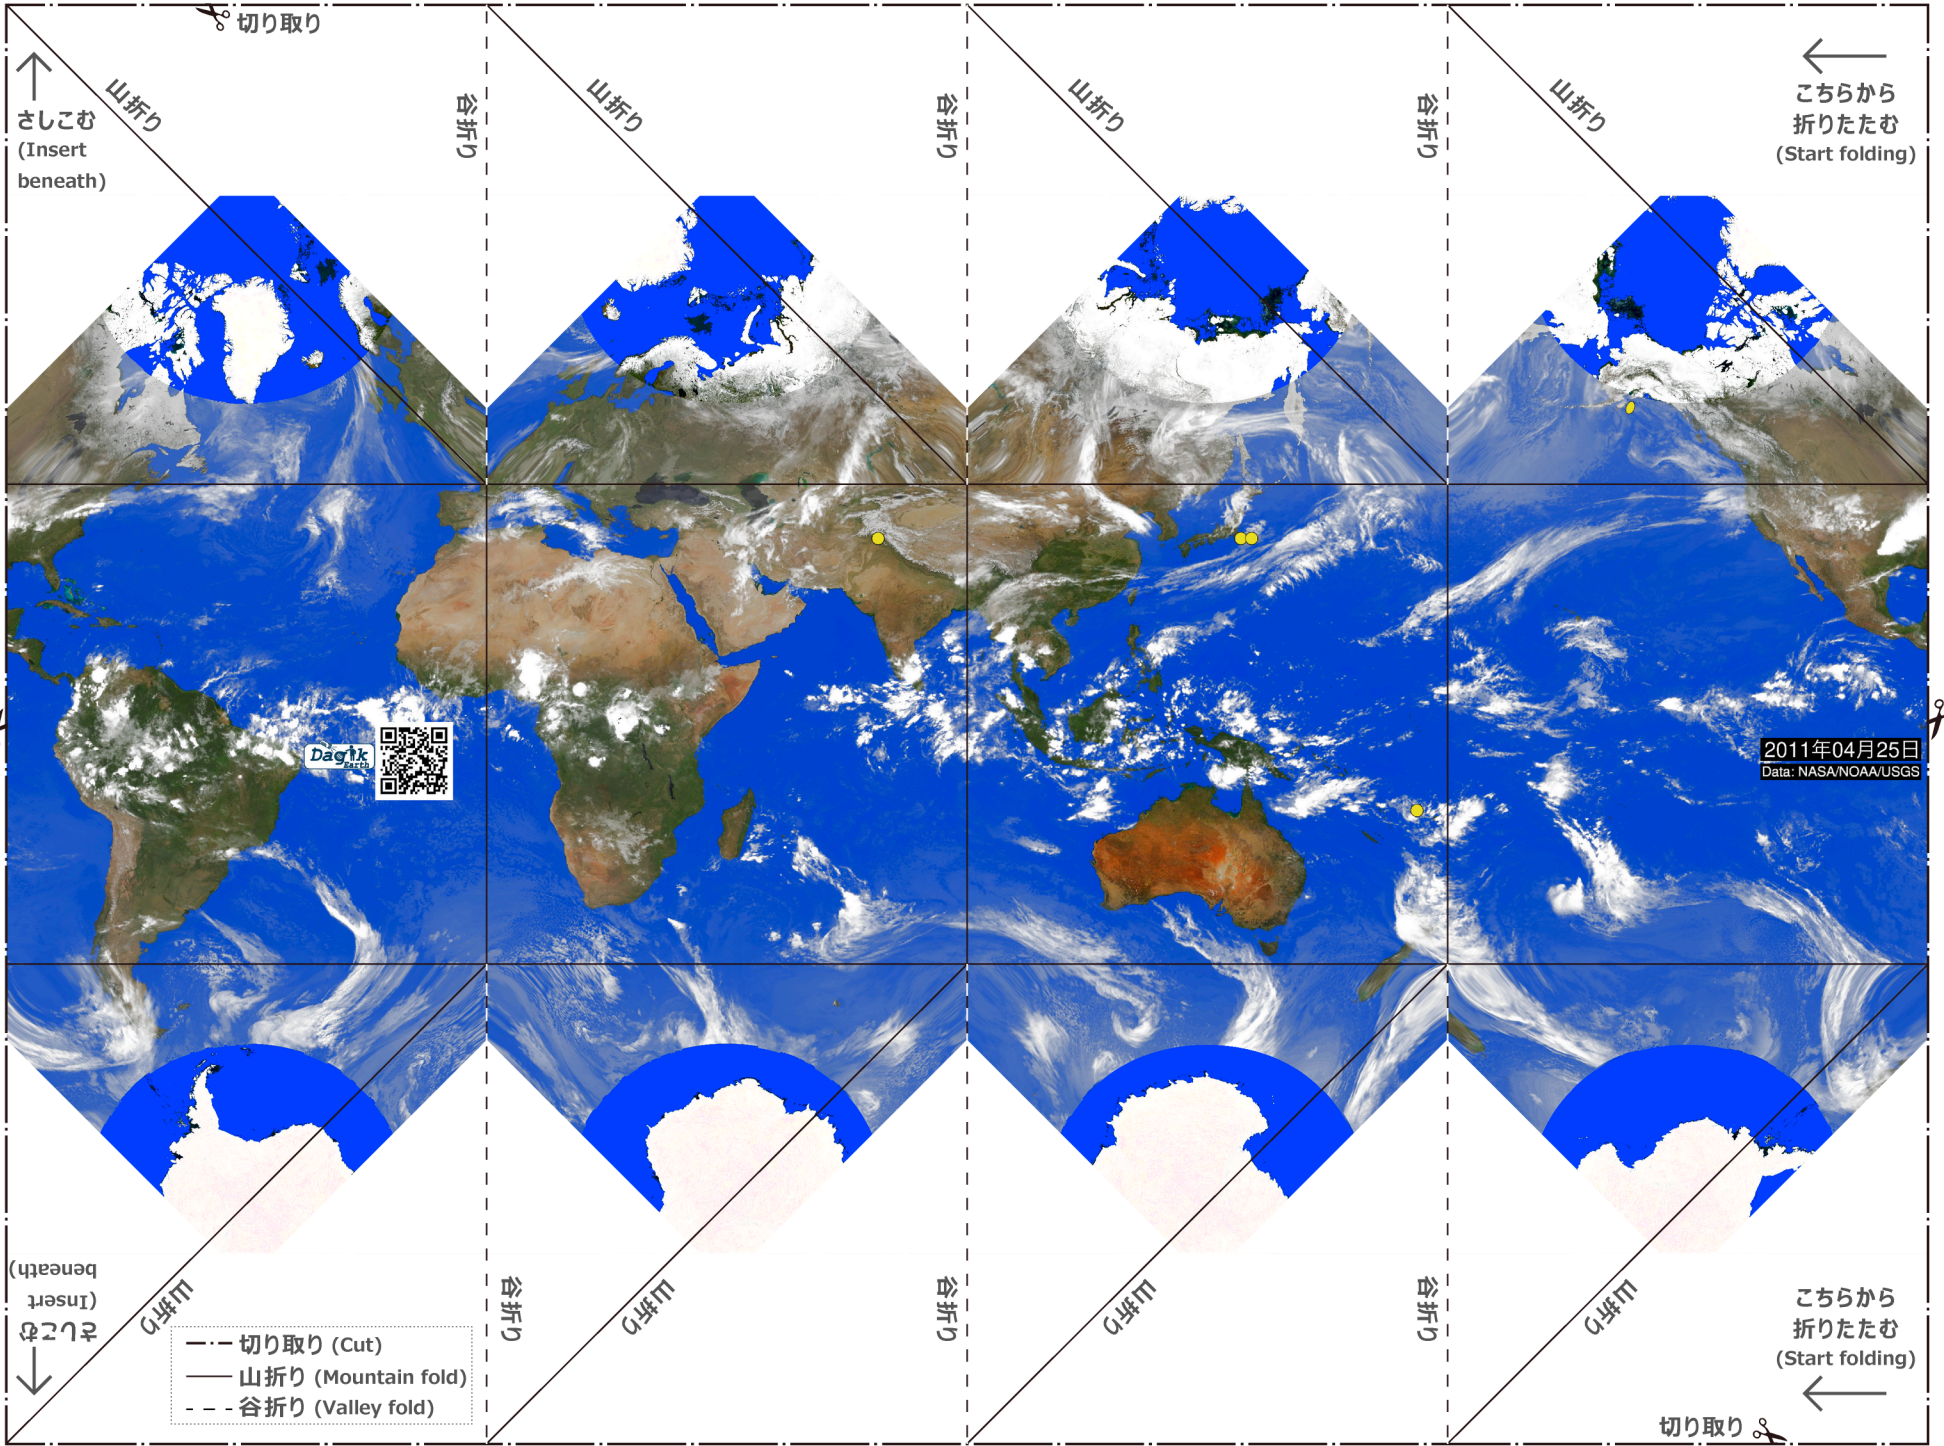 切り取り
さしこむ
(Insert
beneath)
山折り
谷折り
山折り
谷折り
山折り
谷折り
山折り
こちらから
折りたたむ
(Start folding)
Dagik
Earth
2011年04月25日
Data: NASA/NOAA/USGS
さしこむ
(Insert
beneath)
山折り
谷折り
山折り
谷折り
山折り
谷折り
山折り
こちらから
折りたたむ
(Start folding)
切り取り (Cut)
山折り (Mountain fold)
谷折り (Valley fold)
切り取り